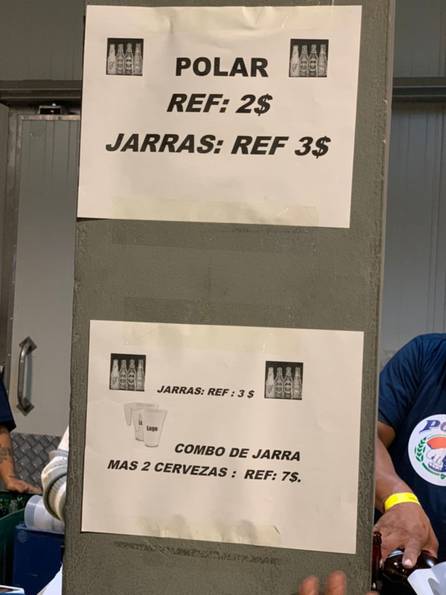 POLAR
REF: 2$
JARRAS: REF 3$
JARRAS: REF : 3 $
Logo
COMBO DE JARRA
MAS 2 CERVEZAS : REF: 7$.